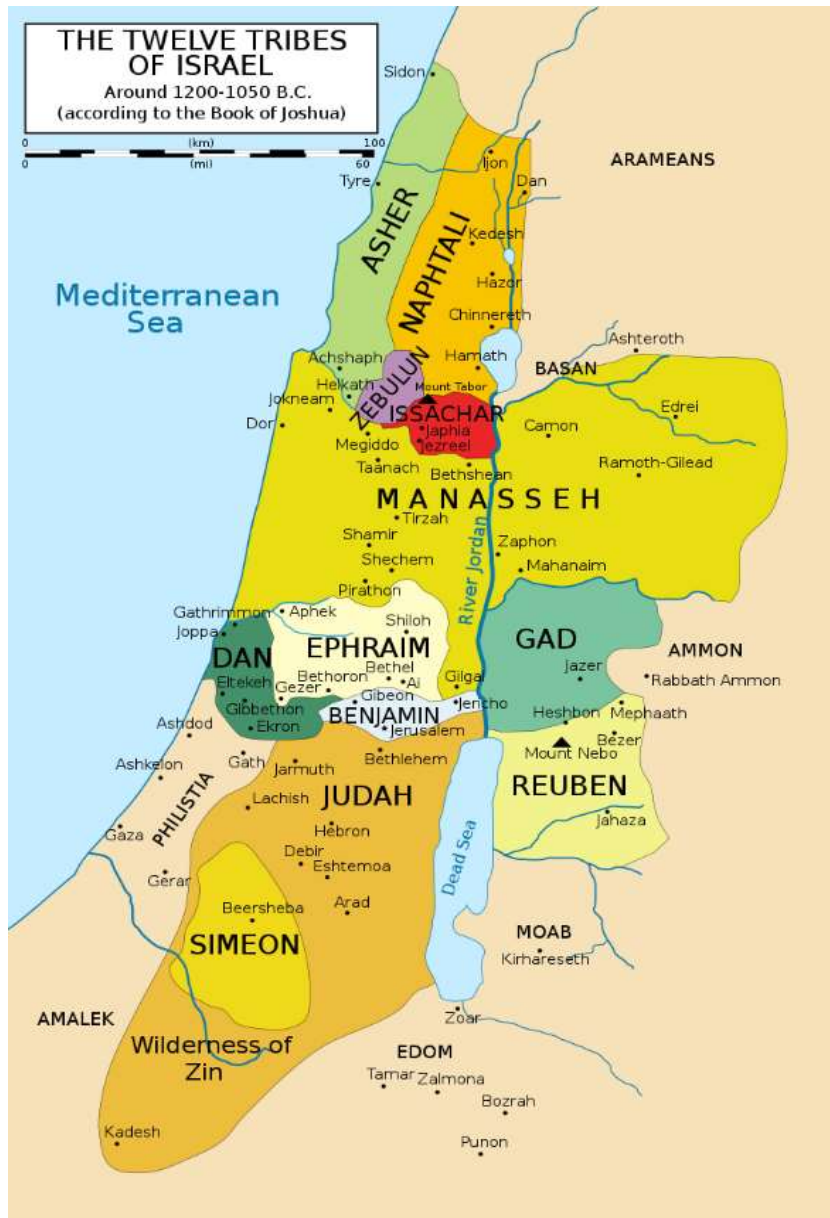 THE TWELVE TRIBES
OF ISRAEL
Around 1200-1050 B.C.
(according to the Book of Joshua)
0 (km) 100
0 (mi) 60
Sidon
Ijon
ARAMEANS
Tyre
Dan
ASHER
NAPHTALI
Kedesh
Hazor
Mediterranean
Sea
Chinnereth
Ashteroth
Achshaph
Hamath
BASAN
ZEBULUN
Mount Tabor
Helkath
Jokneam
ISSACHAR
Edrei
Dor
Japhia
Camon
Megiddo
Jezreel
Taanach
Bethshean
Ramoth-Gilead
MANASSEH
Tirzah
River Jordan
Shamir
Zaphon
Shechem
Mahanaim
Pirathon
Gathrimmon
Aphek
Joppa
Shiloh
DAN
EPHRAIM
GAD
AMMON
Bethel
Jazer
Rabbath Ammon
Eltekeh
Bethoron
Ai
Gilgal
Gezer
Gibeon
Gibbethon
BENJAMIN
Jericho
Mephaath
Heshbon
Ashdod
Ekron
Jerusalem
Bezer
Gath
Bethlehem
Mount Nebo
Ashkelon
Jarmuth
REUBEN
PHILISTIA
Lachish
JUDAH
Jahaza
Gaza
Hebron
Dead Sea
Debir
Gerar
Eshtemoa
Beersheba
Arad
SIMEON
MOAB
Kirhareseth
AMALEK
Zoar
Wilderness of
Zin
EDOM
Tamar
Zalmona
Bozrah
Kadesh
Punon